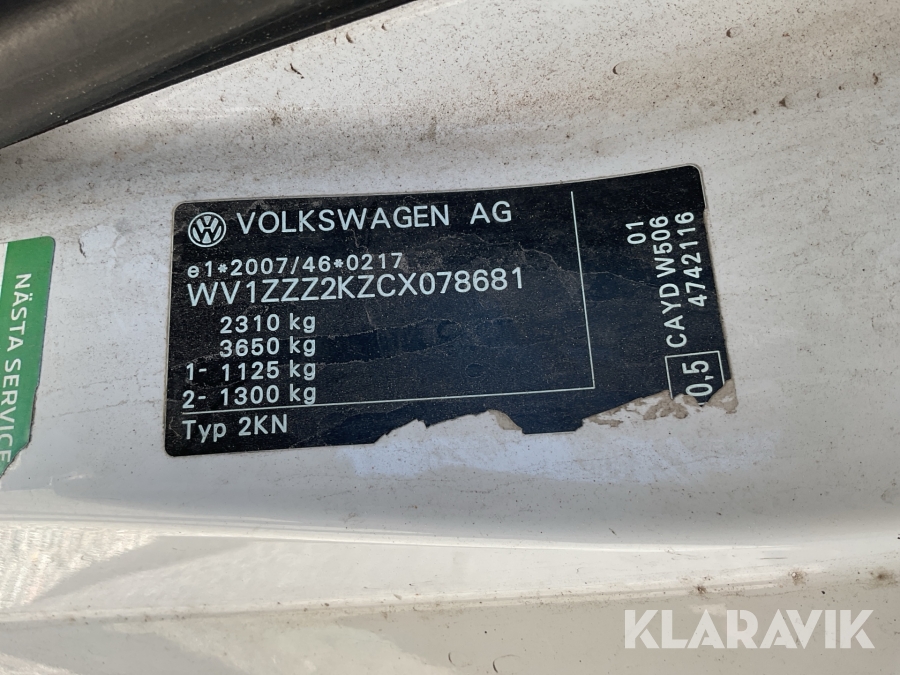 VOLKSWAGEN AG
e1*2007/46*0217
WV1ZZZ2KZCX078681
2310 kg
3650 kg
1- 1125 kg
2- 1300 kg
Typ 2KN
01
CAYD W506
4742116
0,5
NÄSTA SERVICE
KLARAVIK